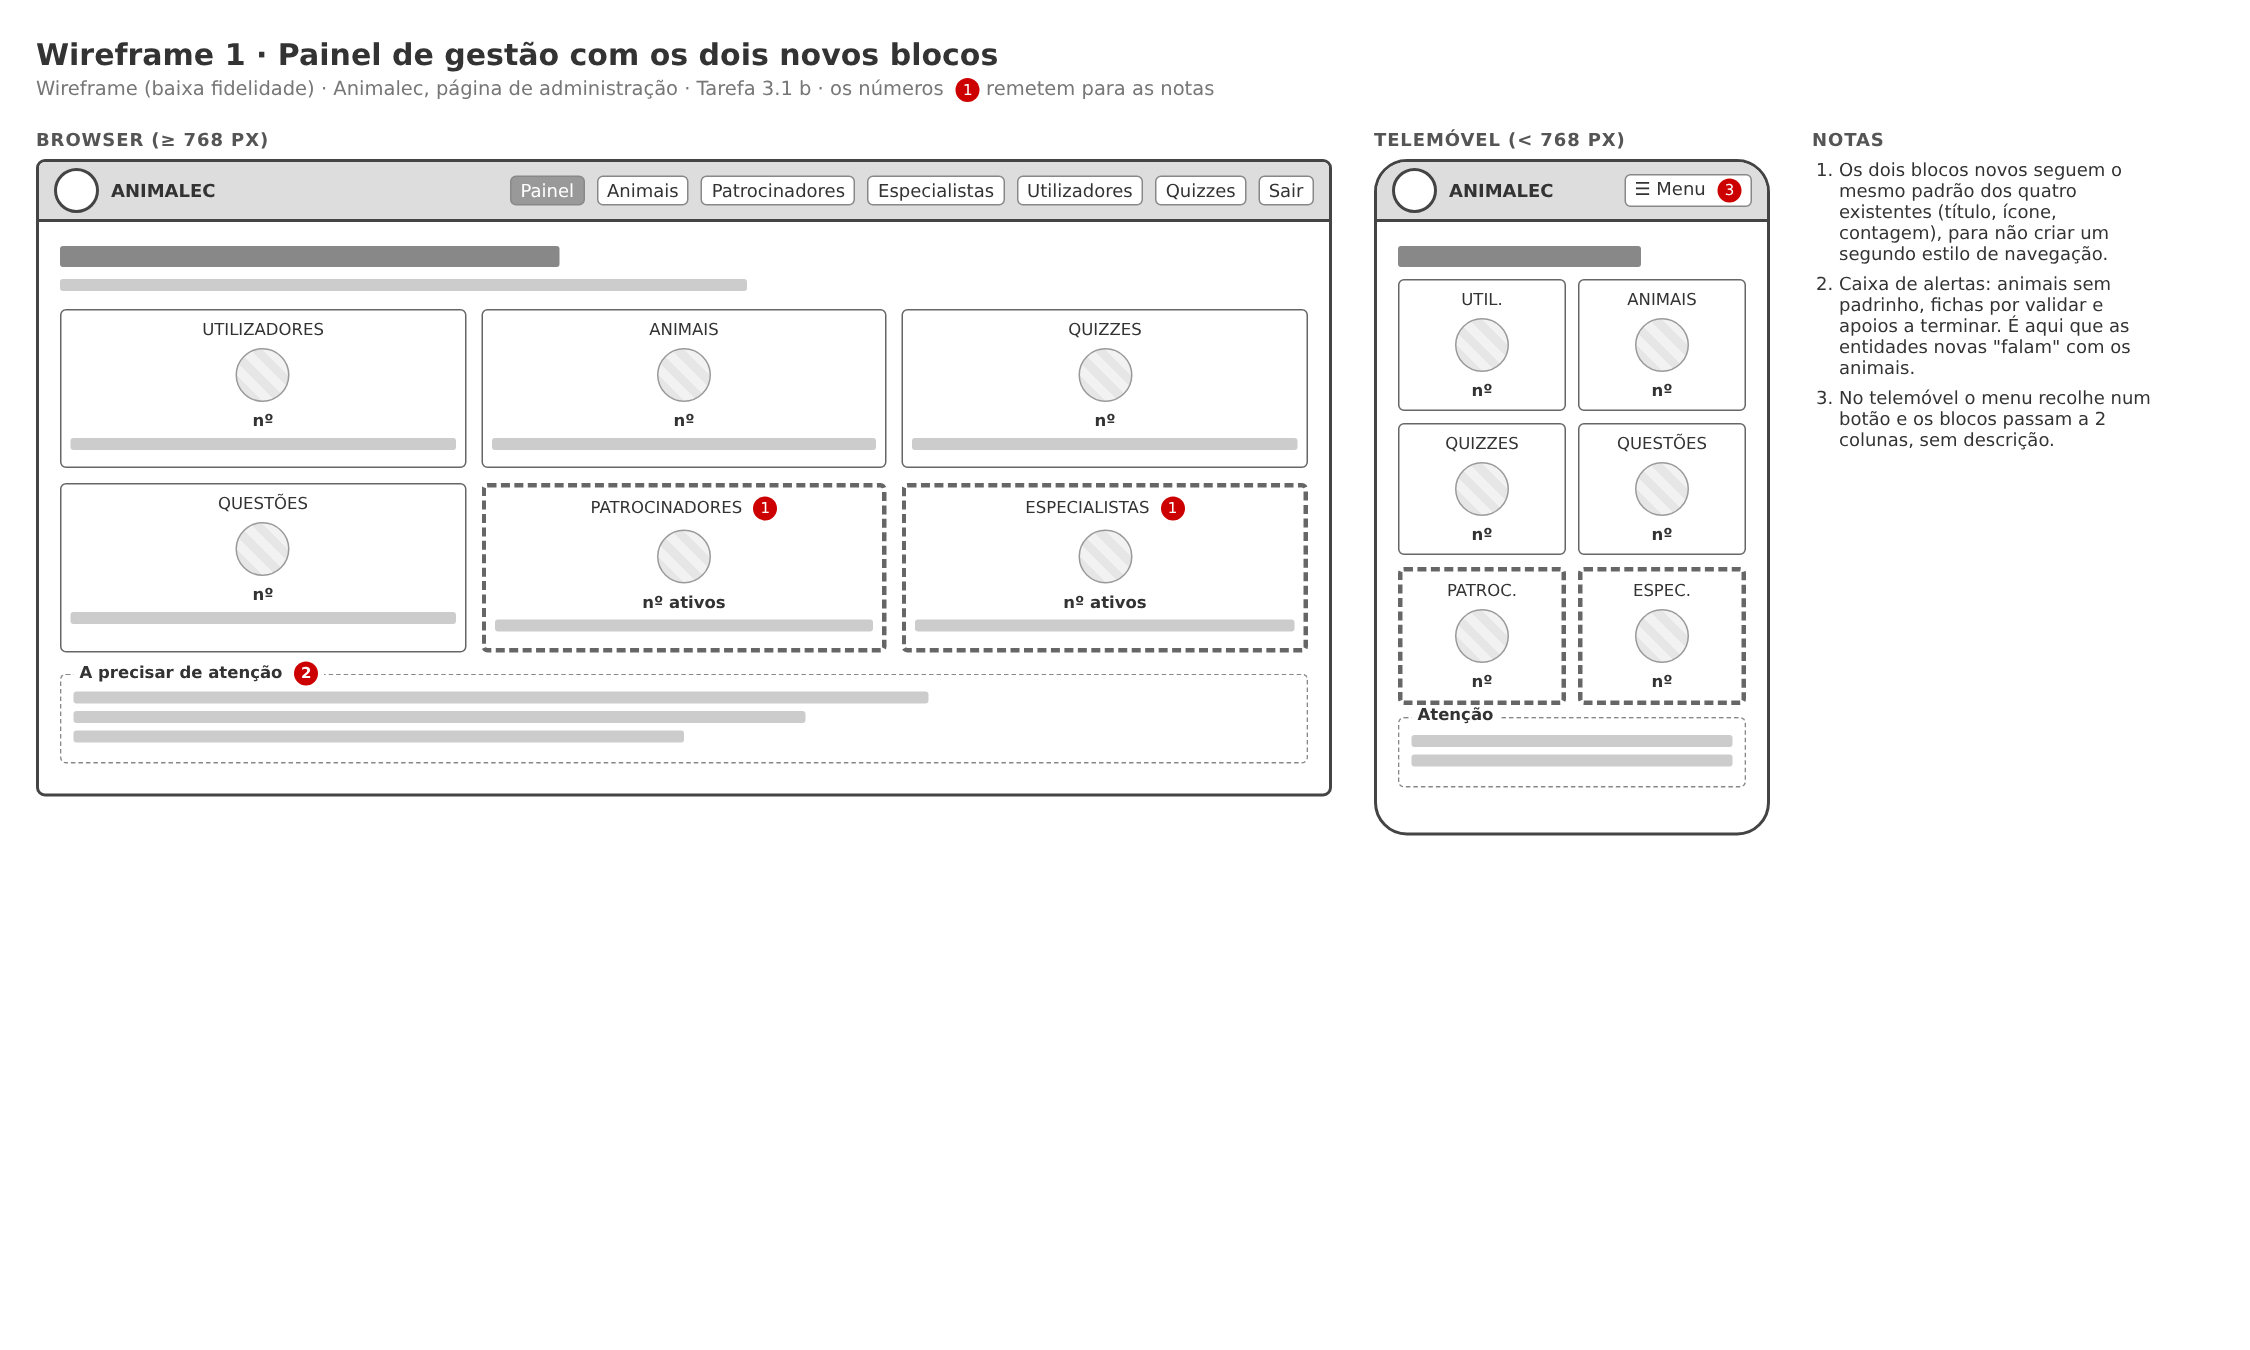 Wireframe 1 · Painel de gestão com os dois novos blocos
Wireframe (baixa fidelidade) · Animalec, página de administração · Tarefa 3.1 b · os números 1 remetem para as notas
BROWSER (≥ 768 PX)
ANIMALEC Painel Animais Patrocinadores Especialistas Utilizadores Quizzes Sair
UTILIZADORES ANIMAIS QUIZZES
nº nº nº
QUESTÕES PATROCINADORES 1 ESPECIALISTAS 1
nº nº ativos nº ativos
A precisar de atenção 2
TELEMÓVEL (< 768 PX)
ANIMALEC ☰ Menu 3
UTIL. ANIMAIS
nº nº
QUIZZES QUESTÕES
nº nº
PATROC. ESPEC.
nº nº
Atenção
NOTAS
1. Os dois blocos novos seguem o
mesmo padrão dos quatro
existentes (título, ícone,
contagem), para não criar um
segundo estilo de navegação.
2. Caixa de alertas: animais sem
padrinho, fichas por validar e
apoios a terminar. É aqui que as
entidades novas "falam" com os
animais.
3. No telemóvel o menu recolhe num
botão e os blocos passam a 2
colunas, sem descrição.